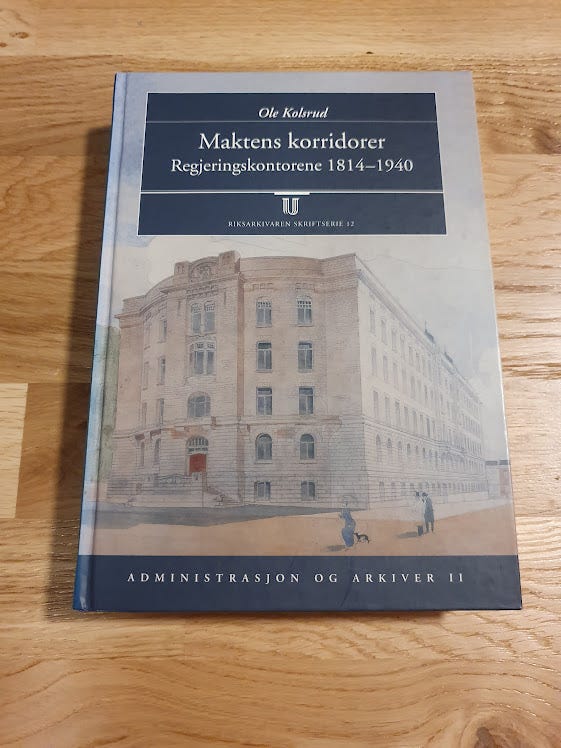 Ole Kolsrud
Maktens korridorer
Regjeringskontorene 1814–1940
U
RIKSARKIVAREN SKRIFTSERIE 12
ADMINISTRASJON OG ARKIVER II